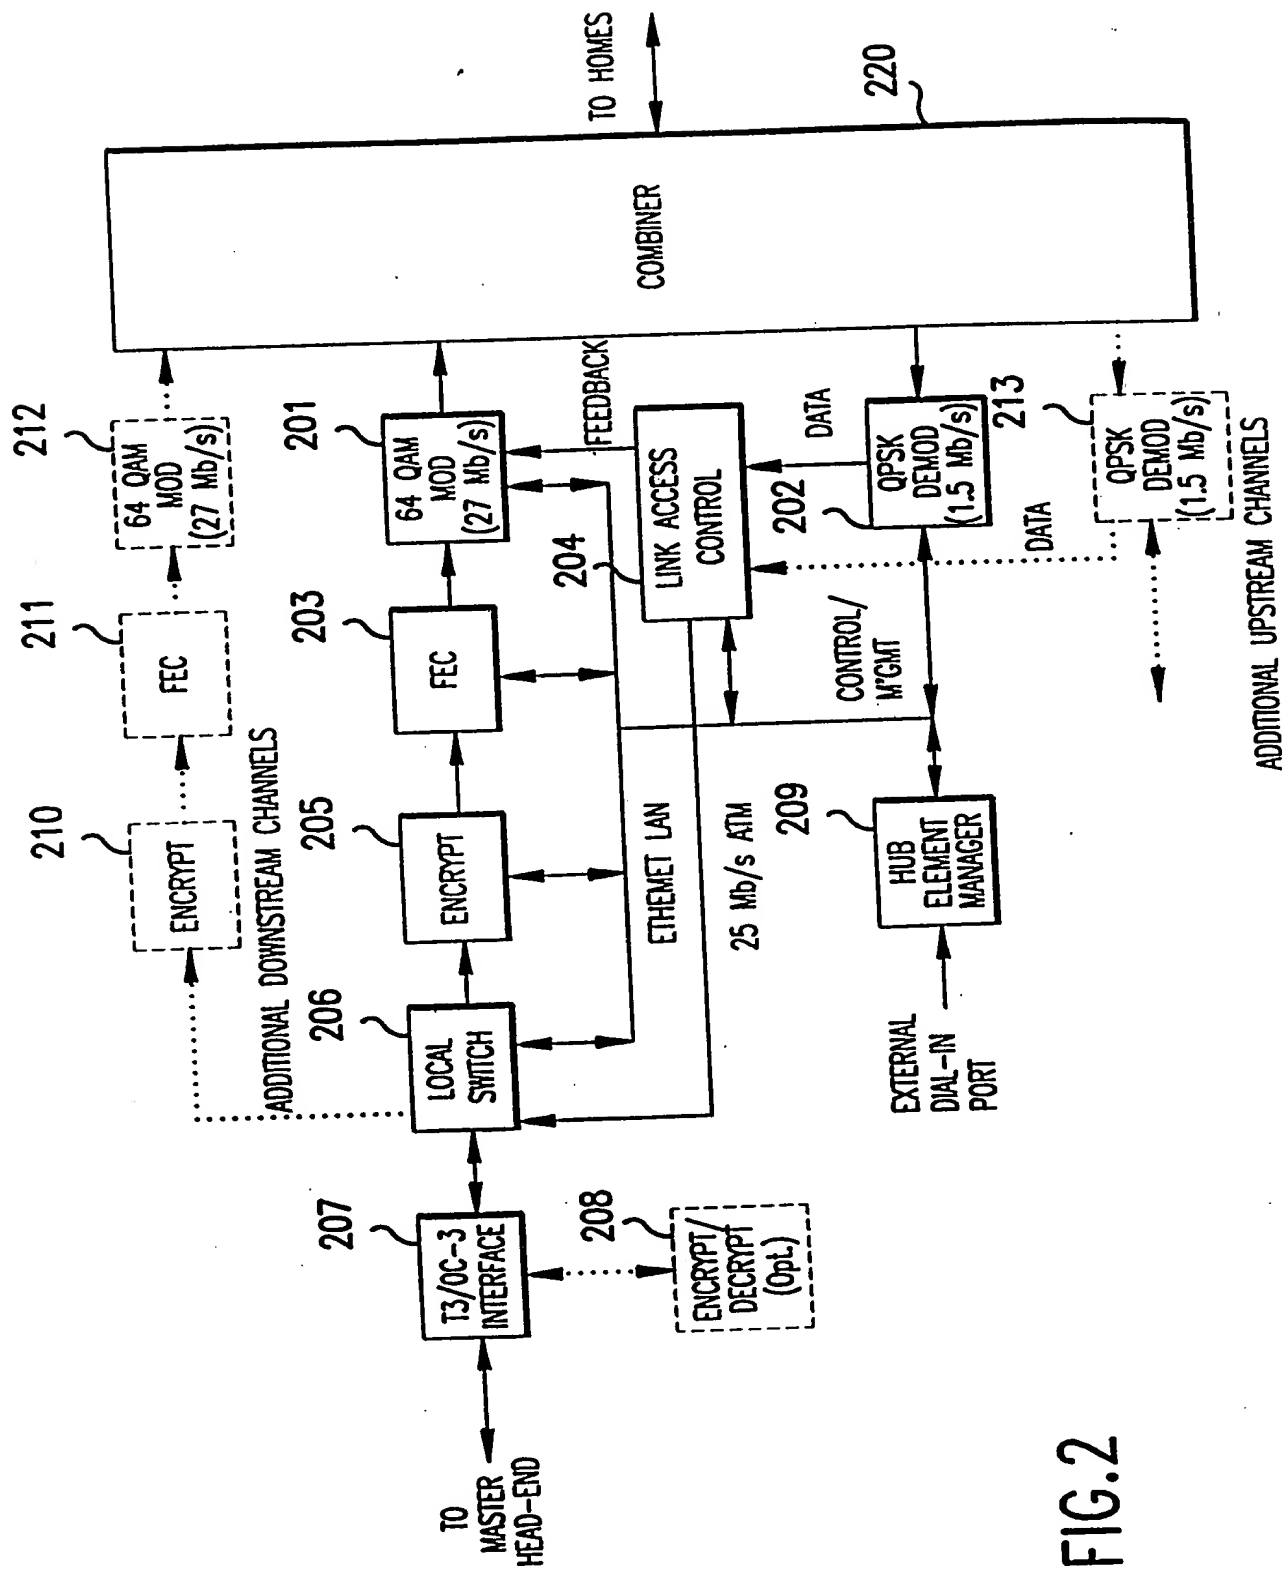 TO HOMES
220
COMBINER
212
64 QAM
MOD
(27 Mb/s)
211
FEC
210
ENCRYPT
ADDITIONAL DOWNSTREAM CHANNELS
201
64 QAM
MOD
(27 Mb/s)
FEEDBACK
203
FEC
205
ENCRYPT
206
LOCAL
SWITCH
207
T3/OC-3
INTERFACE
TO
MASTER
HEAD-END
208
ENCRYPT/
DECRYPT
(Opt.)
ETHEMET LAN
25 Mb/s ATM
204
LINK ACCESS
CONTROL
DATA
202
QPSK
DEMOD
(1.5 Mb/s)
213
QPSK
DEMOD
(1.5 Mb/s)
DATA
CONTROL/
M'GMT
209
HUB
ELEMENT
MANAGER
EXTERNAL
DIAL-IN
PORT
ADDITIONAL UPSTREAM CHANNELS
FIG.2